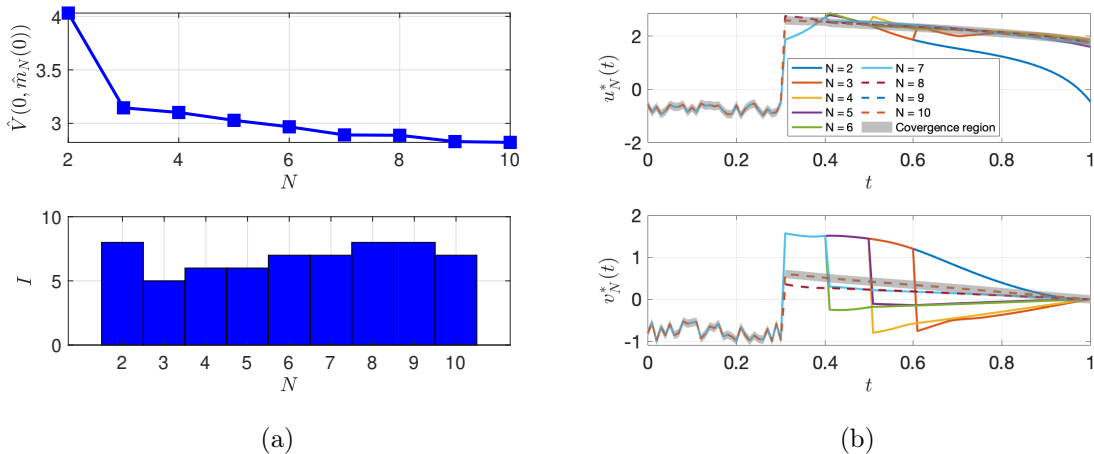 4
3.5
3
2 4 6 8 10
N
V̂(0, m̂_N(0))
10
5
0
2 3 4 5 6 7 8 9 10
N
I
(a)
2
0
-2
0 0.2 0.4 0.6 0.8 1
t
u*_N(t)
N = 2 N = 7
N = 3 N = 8
N = 4 N = 9
N = 5 N = 10
N = 6 Covergence region
2
1
0
-1
0 0.2 0.4 0.6 0.8 1
t
v*_N(t)
(b)